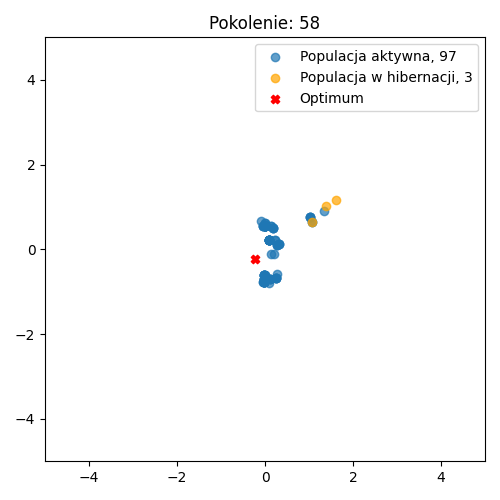 Pokolenie: 58
Populacja aktywna, 97
Populacja w hibernacji, 3
Optimum
4
2
0
−2
−4
−4 −2 0 2 4